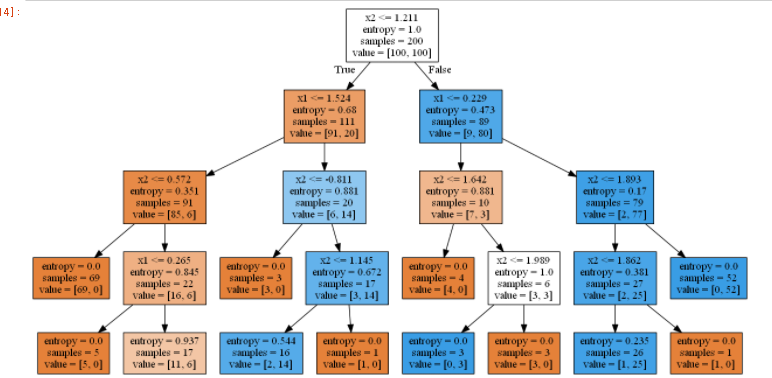 14]:
x2 <= 1.211
entropy = 1.0
samples = 200
value = [100, 100]
True
False
x1 <= 1.524
entropy = 0.68
samples = 111
value = [91, 20]
x1 <= 0.229
entropy = 0.473
samples = 89
value = [9, 80]
x2 <= 0.572
entropy = 0.351
samples = 91
value = [85, 6]
x2 <= -0.811
entropy = 0.881
samples = 20
value = [6, 14]
x2 <= 1.642
entropy = 0.881
samples = 10
value = [7, 3]
x2 <= 1.893
entropy = 0.17
samples = 79
value = [2, 77]
entropy = 0.0
samples = 69
value = [69, 0]
x1 <= 0.265
entropy = 0.845
samples = 22
value = [16, 6]
entropy = 0.0
samples = 3
value = [3, 0]
x2 <= 1.145
entropy = 0.672
samples = 17
value = [3, 14]
entropy = 0.0
samples = 4
value = [4, 0]
x2 <= 1.989
entropy = 1.0
samples = 6
value = [3, 3]
x2 <= 1.862
entropy = 0.381
samples = 27
value = [2, 25]
entropy = 0.0
samples = 52
value = [0, 52]
entropy = 0.0
samples = 5
value = [5, 0]
entropy = 0.937
samples = 17
value = [11, 6]
entropy = 0.544
samples = 16
value = [2, 14]
entropy = 0.0
samples = 1
value = [1, 0]
entropy = 0.0
samples = 3
value = [0, 3]
entropy = 0.0
samples = 3
value = [3, 0]
entropy = 0.235
samples = 26
value = [1, 25]
entropy = 0.0
samples = 1
value = [1, 0]